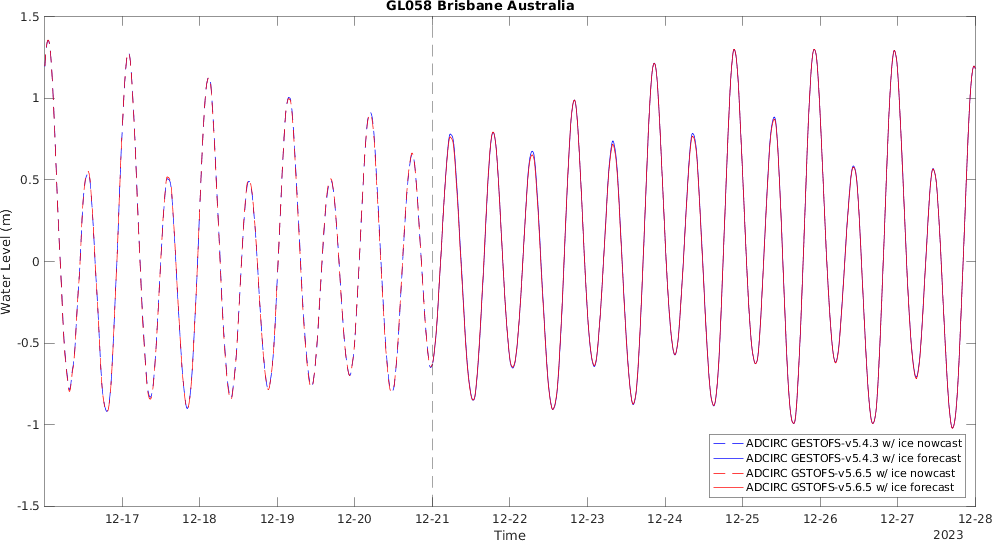 GL058 Brisbane Australia
1.5
1
0.5
0
-0.5
-1
-1.5
Water Level (m)
12-17 12-18 12-19 12-20 12-21 12-22 12-23 12-24 12-25 12-26 12-27 12-28
Time
2023
ADCIRC GESTOFS-v5.4.3 w/ ice nowcast
ADCIRC GESTOFS-v5.4.3 w/ ice forecast
ADCIRC GSTOFS-v5.6.5 w/ ice nowcast
ADCIRC GSTOFS-v5.6.5 w/ ice forecast